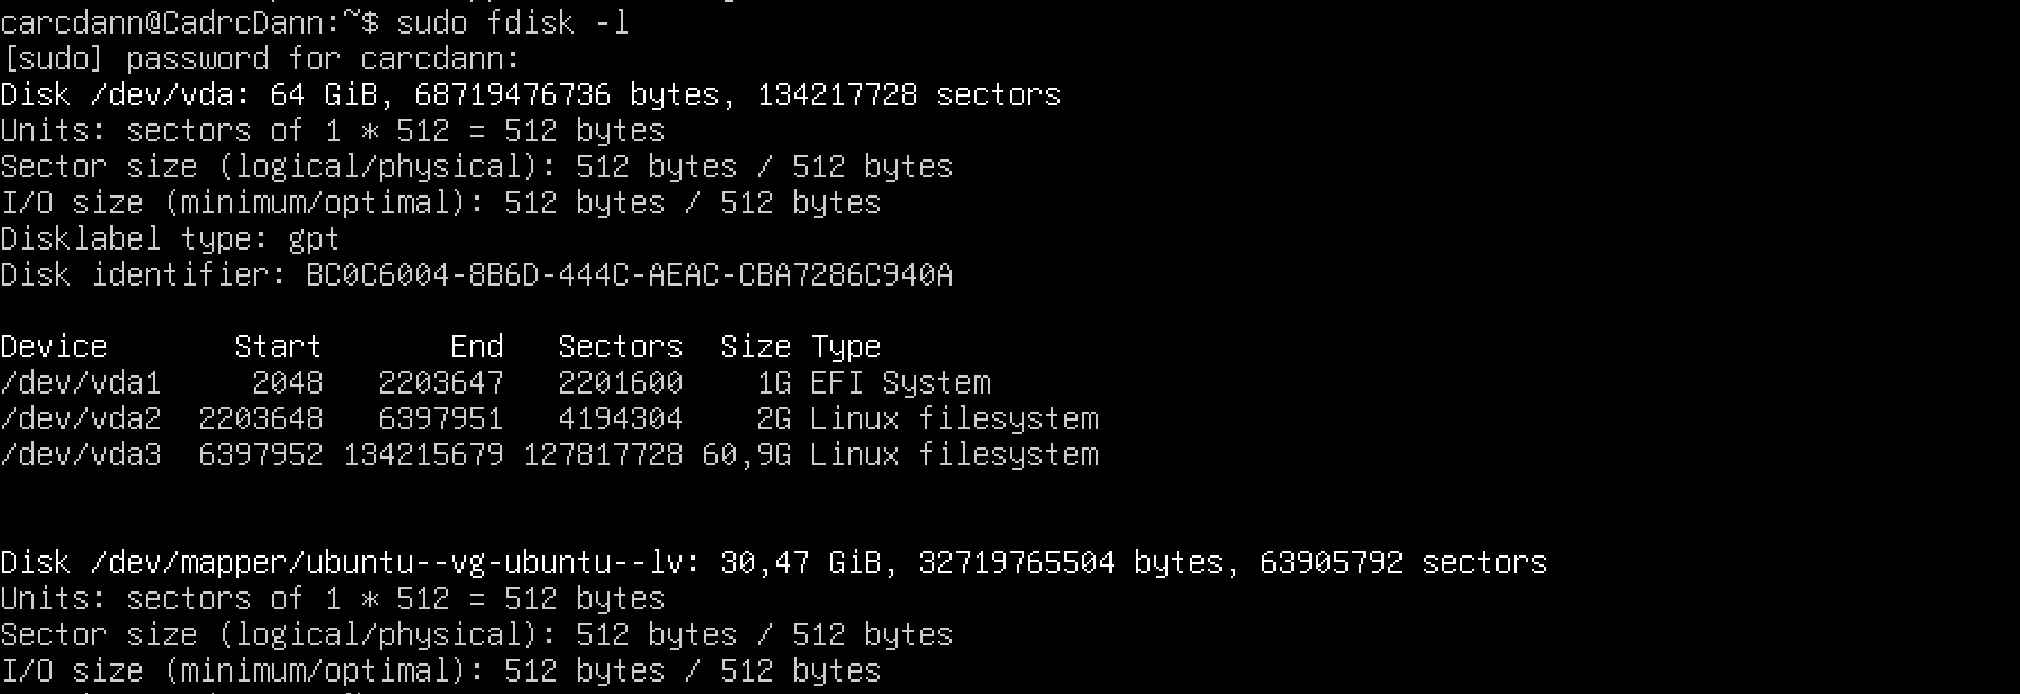 carcdann@CadrcDann:~$ sudo fdisk -l
[sudo] password for carcdann:
Disk /dev/vda: 64 GiB, 68719476736 bytes, 134217728 sectors
Units: sectors of 1 * 512 = 512 bytes
Sector size (logical/physical): 512 bytes / 512 bytes
I/O size (minimum/optimal): 512 bytes / 512 bytes
Disklabel type: gpt
Disk identifier: BC0C6004-8B6D-444C-AEAC-CBA7286C940A
Device Start End Sectors Size Type
/dev/vda1 2048 2203647 2201600 1G EFI System
/dev/vda2 2203648 6397951 4194304 2G Linux filesystem
/dev/vda3 6397952 134215679 127817728 60,9G Linux filesystem
Disk /dev/mapper/ubuntu--vg-ubuntu--lv: 30,47 GiB, 32719765504 bytes, 63905792 sectors
Units: sectors of 1 * 512 = 512 bytes
Sector size (logical/physical): 512 bytes / 512 bytes
I/O size (minimum/optimal): 512 bytes / 512 bytes